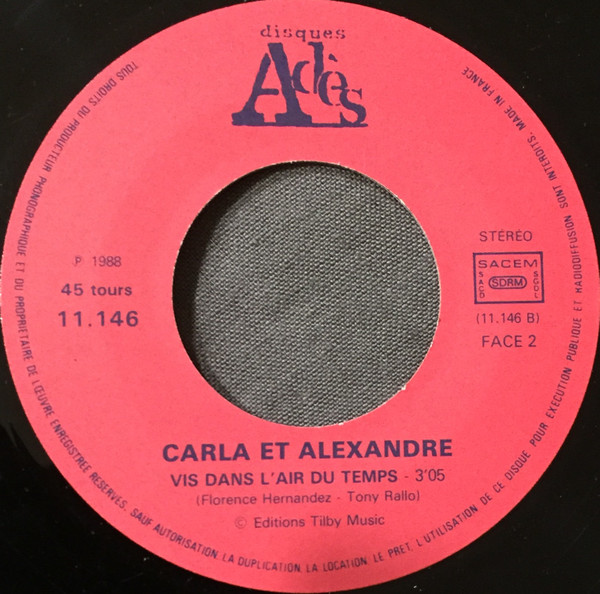 disques
Adès
TOUS DROITS DU PRODUCTEUR PHONOGRAPHIQUE ET DU PROPRIETAIRE DE L'ŒUVRE ENREGISTREE RESERVES. SAUF AUTORISATION. LA DUPLICATION. LA LOCATION. LE PRET. L'UTILISATION DE CE DISQUE POUR EXECUTION PUBLIQUE ET RADIODIFFUSION SONT INTERDITS. MADE IN FRANCE
℗ 1988
45 tours
11.146
STÉRÉO
SACEM
SACD
SDRM
SGDL
(11.146 B)
FACE 2
CARLA ET ALEXANDRE
VIS DANS L'AIR DU TEMPS - 3'05
(Florence Hernandez - Tony Rallo)
© Editions Tilby Music